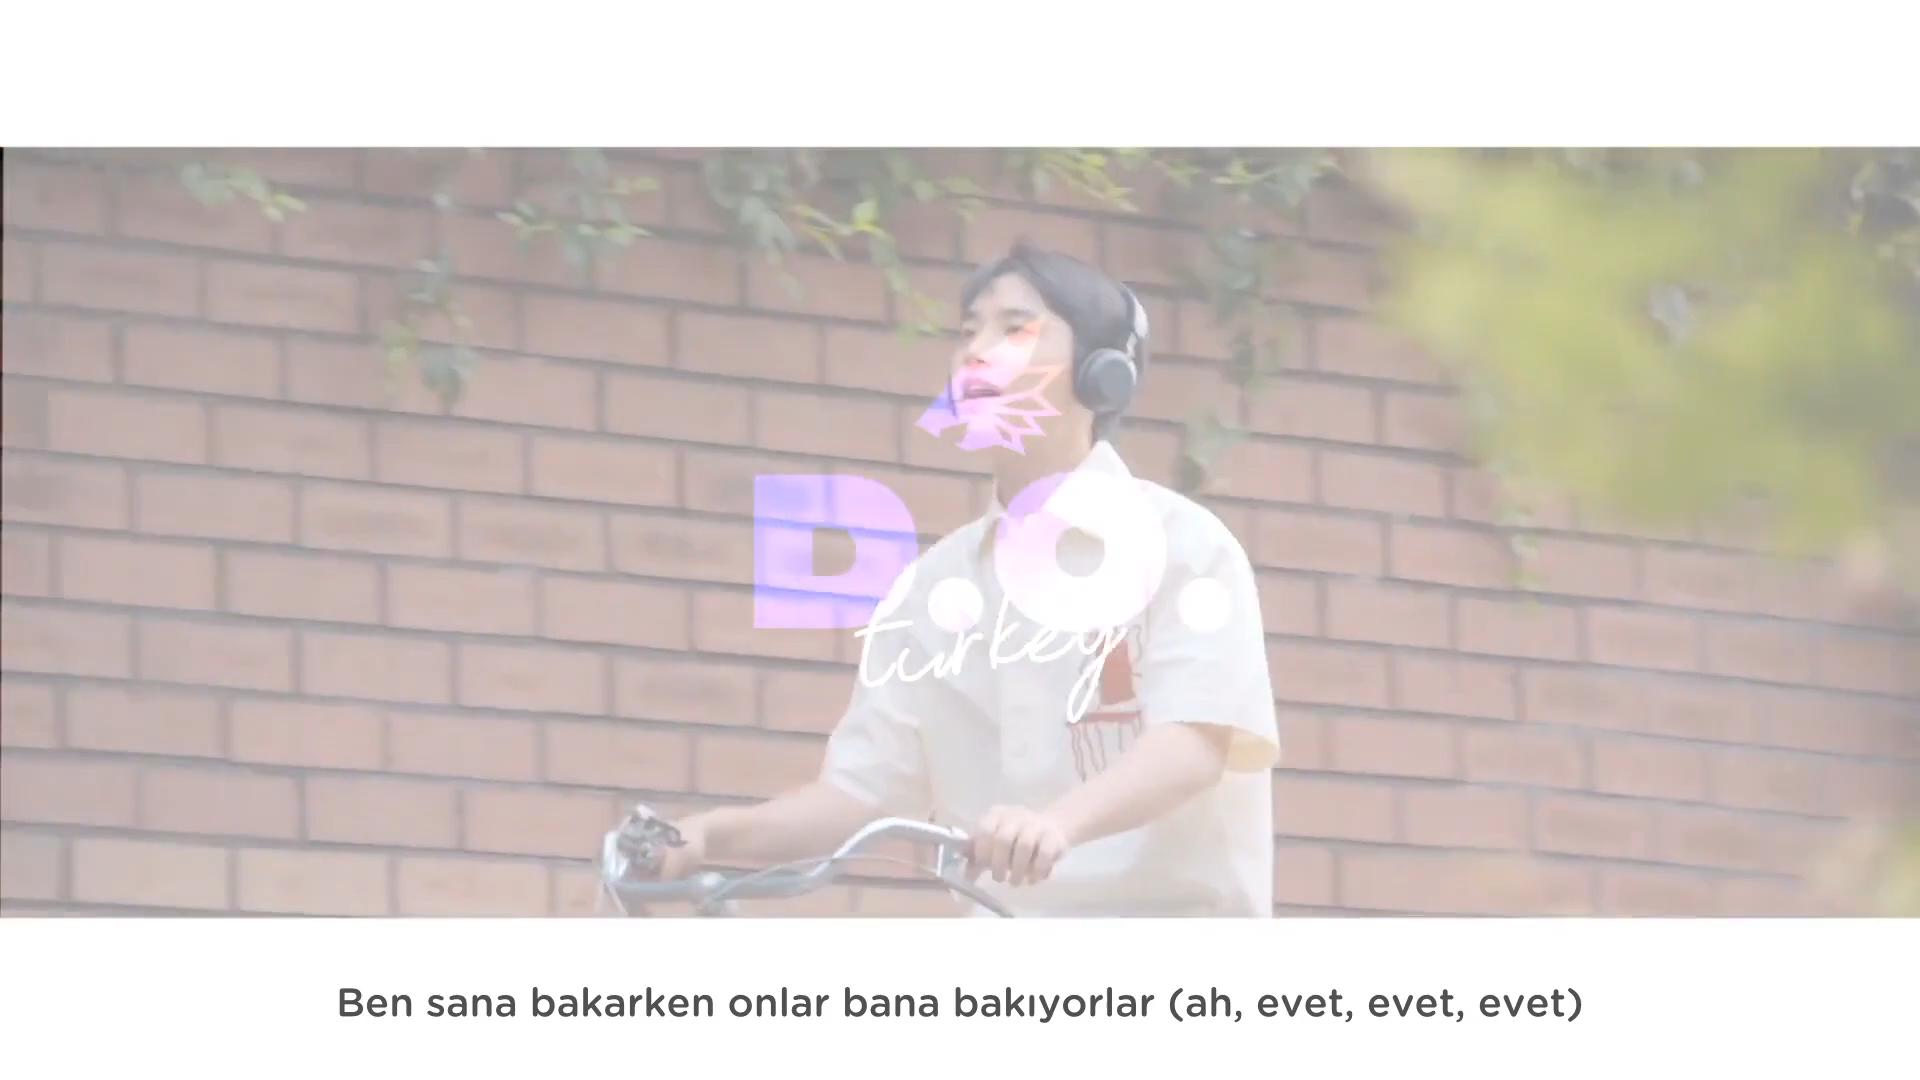 D.O.
turkey
Ben sana bakarken onlar bana bakıyorlar (ah, evet, evet, evet)